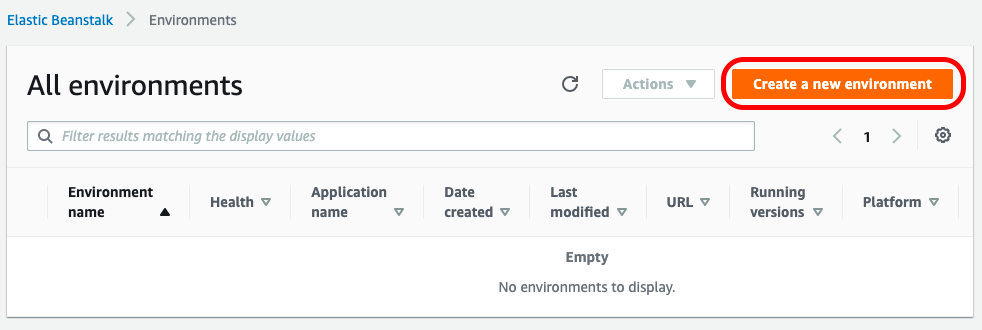 Elastic Beanstalk > Environments
All environments
Actions
Create a new environment
Filter results matching the display values
1
Environment name
Health
Application name
Date created
Last modified
URL
Running versions
Platform
Empty
No environments to display.